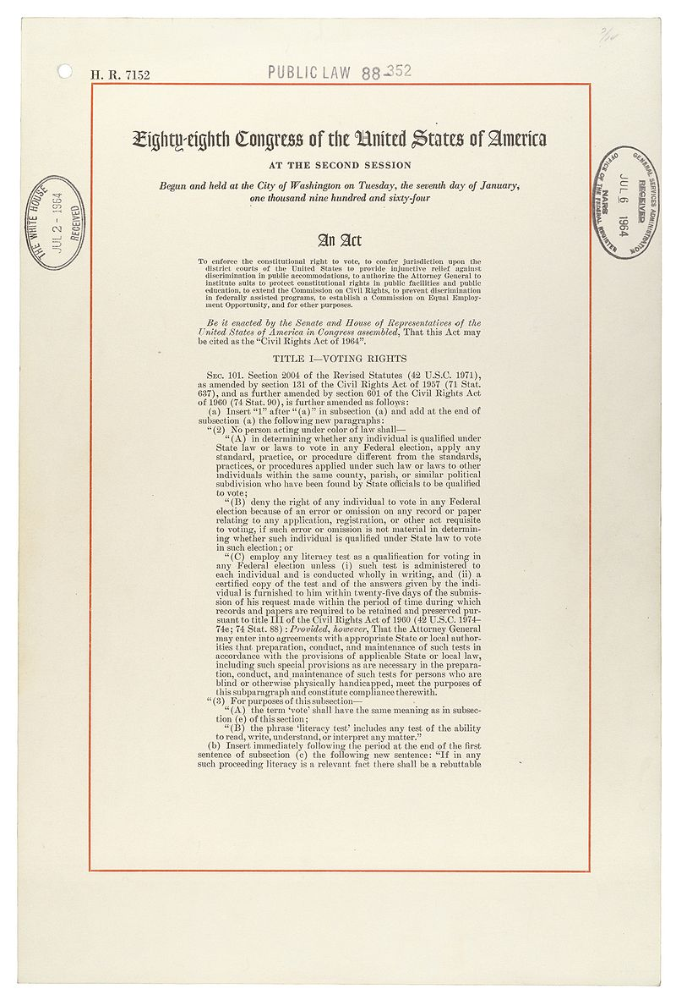 H. R. 7152
PUBLIC LAW 88-352
Eighty-eighth Congress of the United States of America
AT THE SECOND SESSION
Begun and held at the City of Washington on Tuesday, the seventh day of January,
one thousand nine hundred and sixty-four
THE WHITE HOUSE
JUL 2 - 1964
RECEIVED
GENERAL SERVICES ADMINISTRATION
RECEIVED
JUL 6 1964
NARS
OFFICE OF THE FEDERAL REGISTER
An Act
To enforce the constitutional right to vote, to confer jurisdiction upon the
district courts of the United States to provide injunctive relief against
discrimination in public accommodations, to authorize the Attorney General to
institute suits to protect constitutional rights in public facilities and public
education, to extend the Commission on Civil Rights, to prevent discrimination
in federally assisted programs, to establish a Commission on Equal Employ-
ment Opportunity, and for other purposes.
Be it enacted by the Senate and House of Representatives of the
United States of America in Congress assembled, That this Act may
be cited as the “Civil Rights Act of 1964”.
TITLE I—VOTING RIGHTS
SEC. 101. Section 2004 of the Revised Statutes (42 U.S.C. 1971),
as amended by section 131 of the Civil Rights Act of 1957 (71 Stat.
637), and as further amended by section 601 of the Civil Rights Act
of 1960 (74 Stat. 90), is further amended as follows:
(a) Insert “1” after “(a)” in subsection (a) and add at the end of
subsection (a) the following new paragraphs:
“(2) No person acting under color of law shall—
“(A) in determining whether any individual is qualified under
State law or laws to vote in any Federal election, apply any
standard, practice, or procedure different from the standards,
practices, or procedures applied under such law or laws to other
individuals within the same county, parish, or similar political
subdivision who have been found by State officials to be qualified
to vote;
“(B) deny the right of any individual to vote in any Federal
election because of an error or omission on any record or paper
relating to any application, registration, or other act requisite
to voting, if such error or omission is not material in determin-
ing whether such individual is qualified under State law to vote
in such election; or
“(C) employ any literacy test as a qualification for voting in
any Federal election unless (i) such test is administered to
each individual and is conducted wholly in writing, and (ii) a
certified copy of the test and of the answers given by the indi-
vidual is furnished to him within twenty-five days of the submis-
sion of his request made within the period of time during which
records and papers are required to be retained and preserved pur-
suant to title III of the Civil Rights Act of 1960 (42 U.S.C. 1974–
74e; 74 Stat. 88): Provided, however, That the Attorney General
may enter into agreements with appropriate State or local author-
ities that preparation, conduct, and maintenance of such tests in
accordance with the provisions of applicable State or local law,
including such special provisions as are necessary in the prepara-
tion, conduct, and maintenance of such tests for persons who are
blind or otherwise physically handicapped, meet the purposes of
this subparagraph and constitute compliance therewith.
“(3) For purposes of this subsection—
“(A) the term ‘vote’ shall have the same meaning as in subsec-
tion (e) of this section;
“(B) the phrase ‘literacy test’ includes any test of the ability
to read, write, understand, or interpret any matter.”
(b) Insert immediately following the period at the end of the first
sentence of subsection (c) the following new sentence: “If in any
such proceeding literacy is a relevant fact there shall be a rebuttable